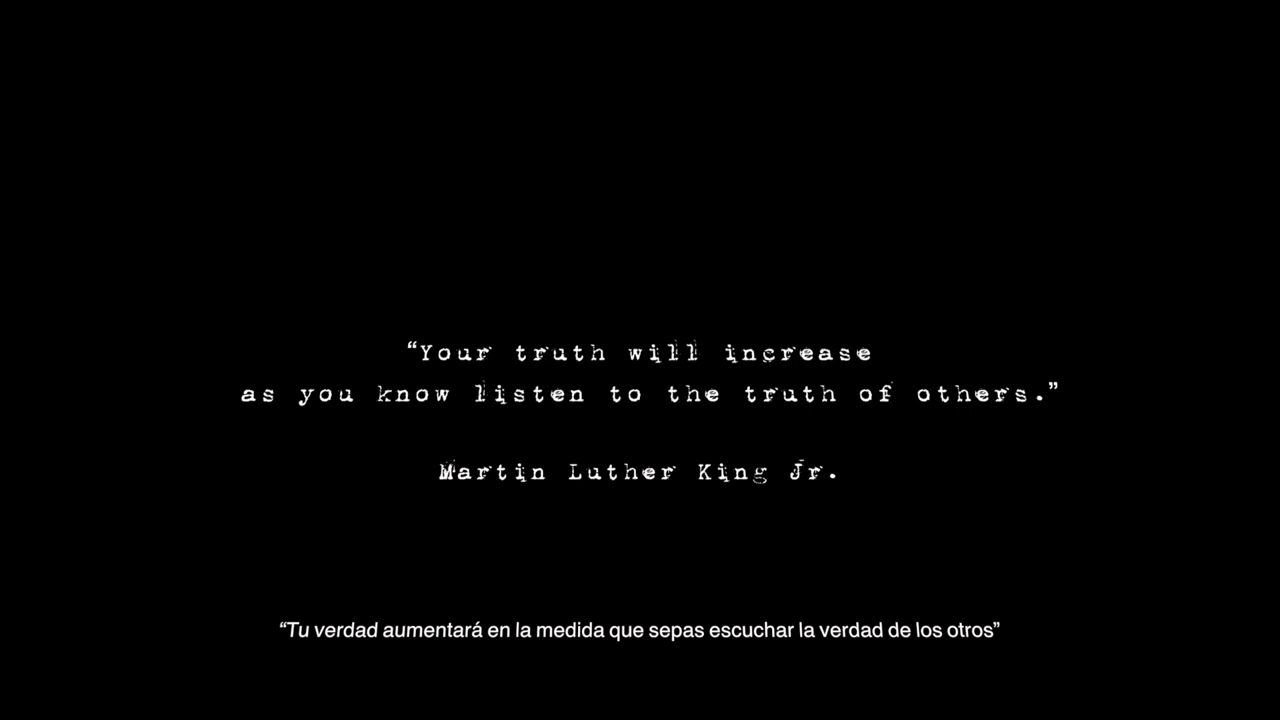 “Your truth will increase
as you know listen to the truth of others.”
Martin Luther King Jr.
“Tu verdad aumentará en la medida que sepas escuchar la verdad de los otros”